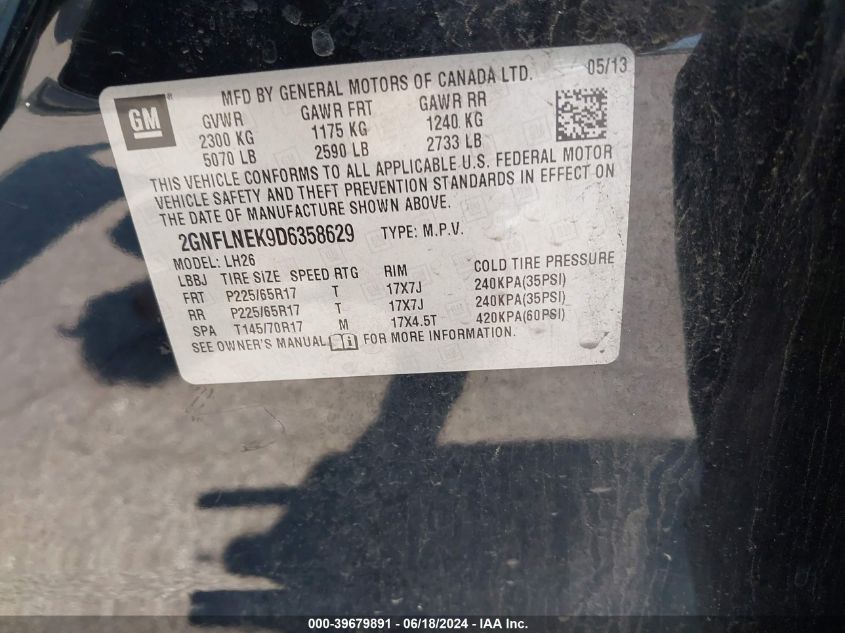 GM®
MFD BY GENERAL MOTORS OF CANADA LTD. 05/13
GVWR GAWR FRT GAWR RR
2300 KG 1175 KG 1240 KG
5070 LB 2590 LB 2733 LB
THIS VEHICLE CONFORMS TO ALL APPLICABLE U.S. FEDERAL MOTOR
VEHICLE SAFETY AND THEFT PREVENTION STANDARDS IN EFFECT ON
THE DATE OF MANUFACTURE SHOWN ABOVE.
2GNFLNEK9D6358629 TYPE: M.P.V.
MODEL: LH26
LBBJ TIRE SIZE SPEED RTG RIM COLD TIRE PRESSURE
FRT P225/65R17 T 17X7J 240KPA(35PSI)
RR P225/65R17 T 17X7J 240KPA(35PSI)
SPA T145/70R17 M 17X4.5T 420KPA(60PSI)
SEE OWNER'S MANUAL FOR MORE INFORMATION.
000-39679891 - 06/18/2024 - IAAI.com